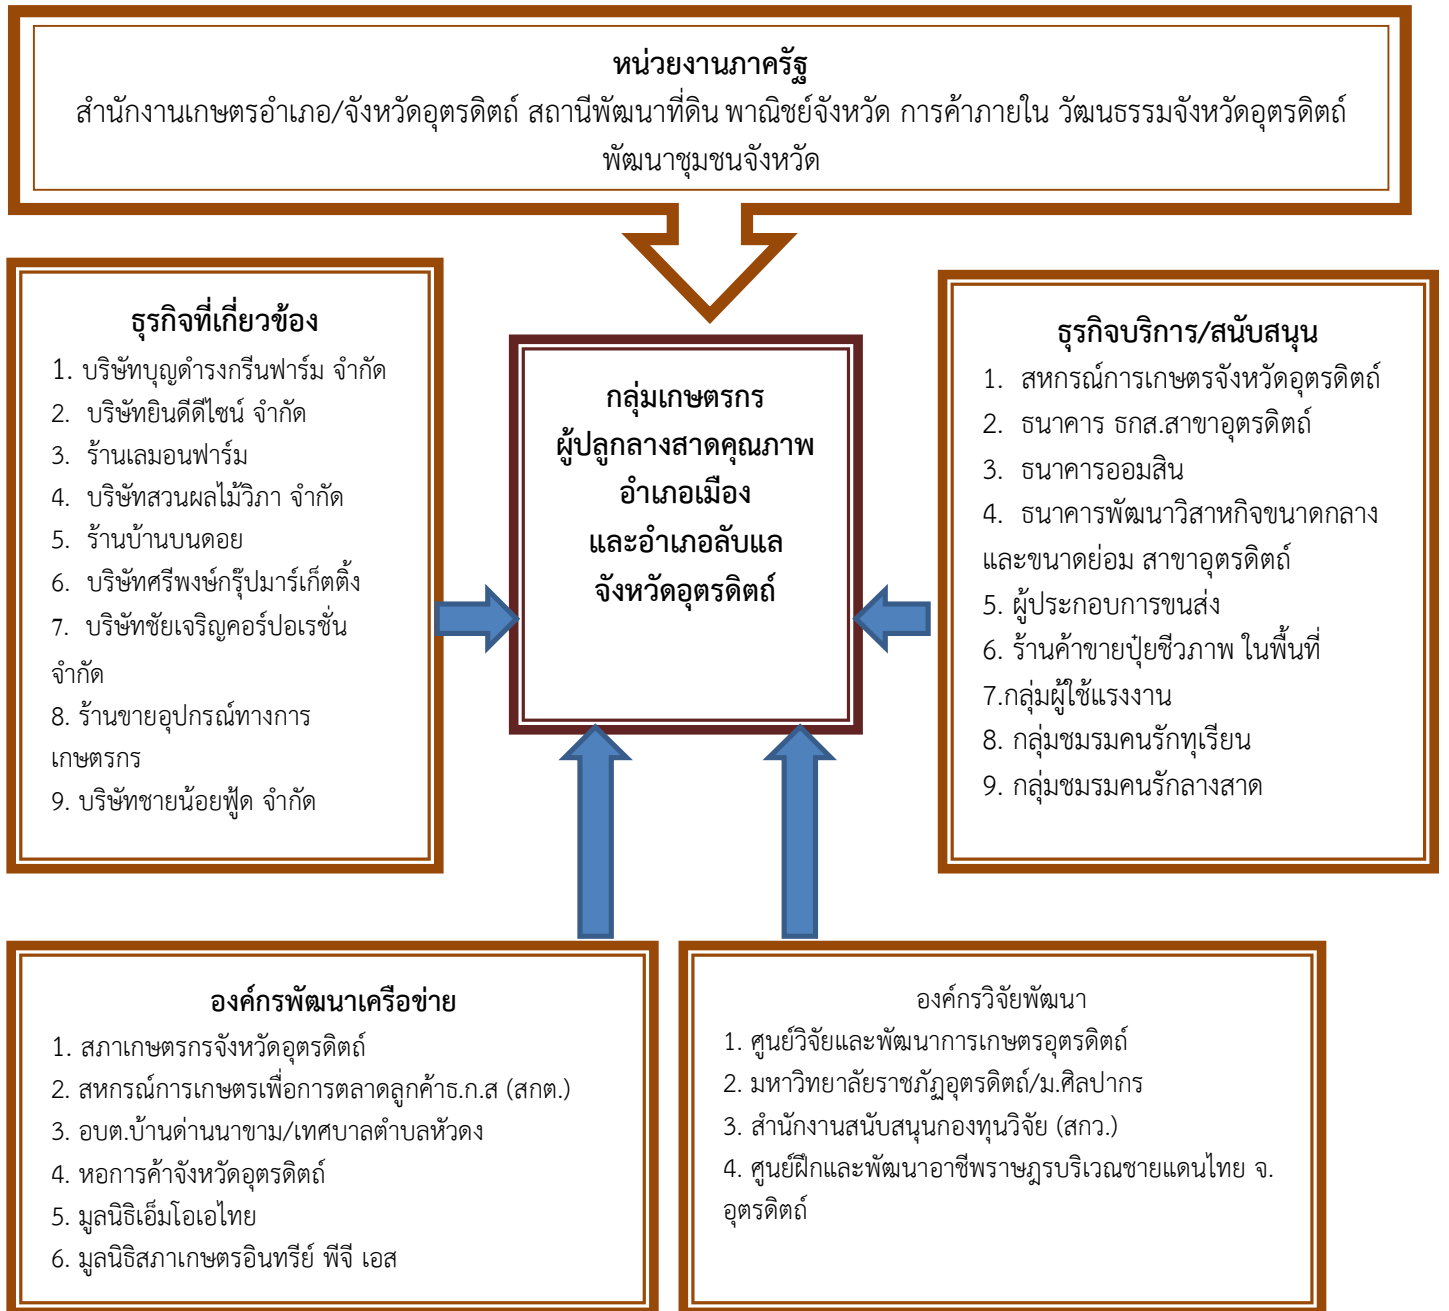 หน่วยงานภาครัฐ
สำนักงานเกษตรอำเภอ/จังหวัดอุตรดิตถ์ สถานีพัฒนาที่ดิน พาณิชย์จังหวัด การค้าภายใน วัฒนธรรมจังหวัดอุตรดิตถ์
พัฒนาชุมชนจังหวัด
ธุรกิจที่เกี่ยวข้อง
1. บริษัทบุญดำรงกรีนฟาร์ม จำกัด
2. บริษัทยินดีดีไซน์ จำกัด
3. ร้านเลมอนฟาร์ม
4. บริษัทสวนผลไม้วิภา จำกัด
5. ร้านบ้านบนดอย
6. บริษัทศรีพงษ์กรุ๊ปมาร์เก็ตติ้ง
7. บริษัทชัยเจริญคอร์ปอเรชั่น
จำกัด
8. ร้านขายอุปกรณ์ทางการ
เกษตรกร
9. บริษัทชายน้อยฟู้ด จำกัด
กลุ่มเกษตรกร
ผู้ปลูกลางสาดคุณภาพ
อำเภอเมือง
และอำเภอลับแล
จังหวัดอุตรดิตถ์
ธุรกิจบริการ/สนับสนุน
1. สหกรณ์การเกษตรจังหวัดอุตรดิตถ์
2. ธนาคาร ธกส.สาขาอุตรดิตถ์
3. ธนาคารออมสิน
4. ธนาคารพัฒนาวิสาหกิจขนาดกลาง
และขนาดย่อม สาขาอุตรดิตถ์
5. ผู้ประกอบการขนส่ง
6. ร้านค้าขายปุ๋ยชีวภาพ ในพื้นที่
7.กลุ่มผู้ใช้แรงงาน
8. กลุ่มชมรมคนรักทุเรียน
9. กลุ่มชมรมคนรักลางสาด
องค์กรพัฒนาเครือข่าย
1. สภาเกษตรกรจังหวัดอุตรดิตถ์
2. สหกรณ์การเกษตรเพื่อการตลาดลูกค้าธ.ก.ส (สกต.)
3. อบต.บ้านด่านนาขาม/เทศบาลตำบลหัวดง
4. หอการค้าจังหวัดอุตรดิตถ์
5. มูลนิธิเอ็มโอเอไทย
6. มูลนิธิสภาเกษตรอินทรีย์ พีจี เอส
องค์กรวิจัยพัฒนา
1. ศูนย์วิจัยและพัฒนาการเกษตรอุตรดิตถ์
2. มหาวิทยาลัยราชภัฏอุตรดิตถ์/ม.ศิลปากร
3. สำนักงานสนับสนุนกองทุนวิจัย (สกว.)
4. ศูนย์ฝึกและพัฒนาอาชีพราษฎรบริเวณชายแดนไทย จ.
อุตรดิตถ์